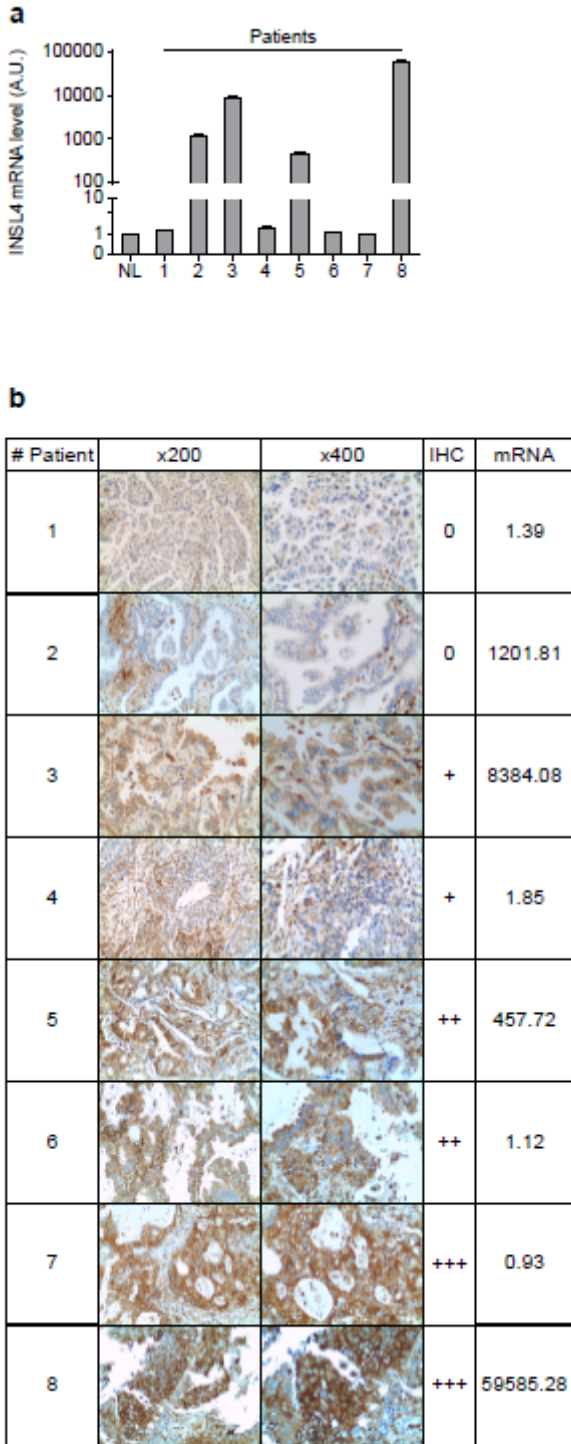 a
Patients
INSL4 mRNA level (A.U.)
100000
10000
1000
100
10
1
0
NL 1 2 3 4 5 6 7 8
b
# Patient x200 x400 IHC mRNA
1 0 1.39
2 0 1201.81
3 + 8384.08
4 + 1.85
5 ++ 457.72
6 ++ 1.12
7 +++ 0.93
8 +++ 59585.28